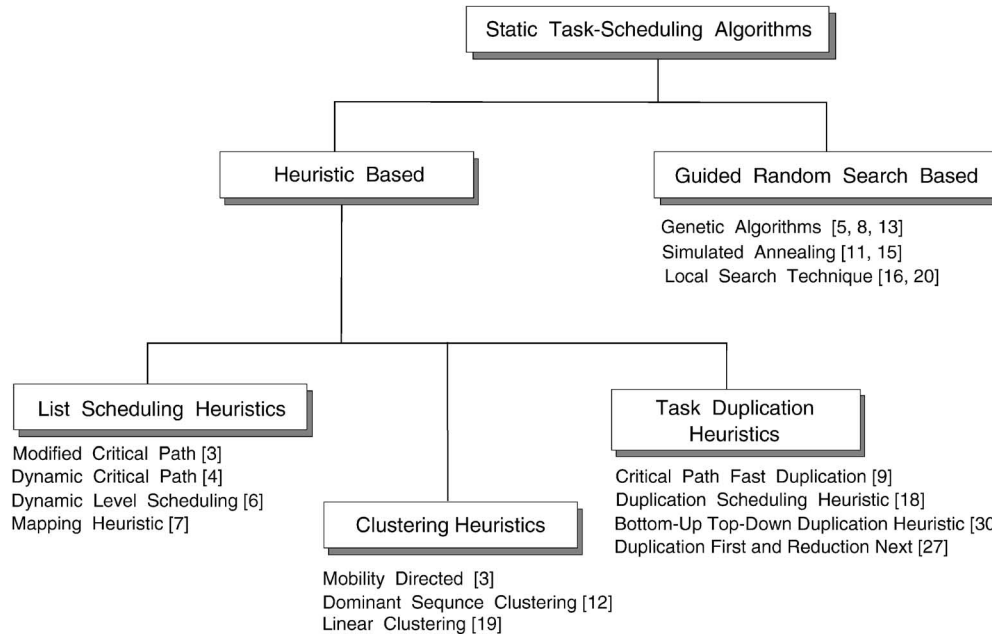 Static Task-Scheduling Algorithms
Heuristic Based
Guided Random Search Based
Genetic Algorithms [5, 8, 13]
Simulated Annealing [11, 15]
Local Search Technique [16, 20]
List Scheduling Heuristics
Modified Critical Path [3]
Dynamic Critical Path [4]
Dynamic Level Scheduling [6]
Mapping Heuristic [7]
Clustering Heuristics
Mobility Directed [3]
Dominant Sequnce Clustering [12]
Linear Clustering [19]
Task Duplication
Heuristics
Critical Path Fast Duplication [9]
Duplication Scheduling Heuristic [18]
Bottom-Up Top-Down Duplication Heuristic [30
Duplication First and Reduction Next [27]